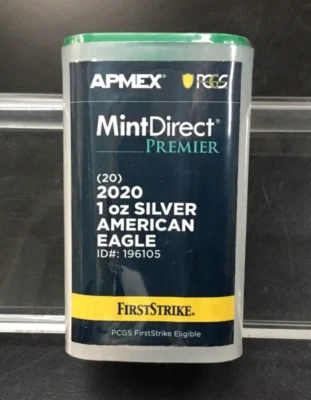 APMEX® PCGS
MintDirect®
PREMIER
(20)
2020
1 oz SILVER
AMERICAN
EAGLE
ID#: 196105
FIRSTSTRIKE®
PCGS FirstStrike Eligible